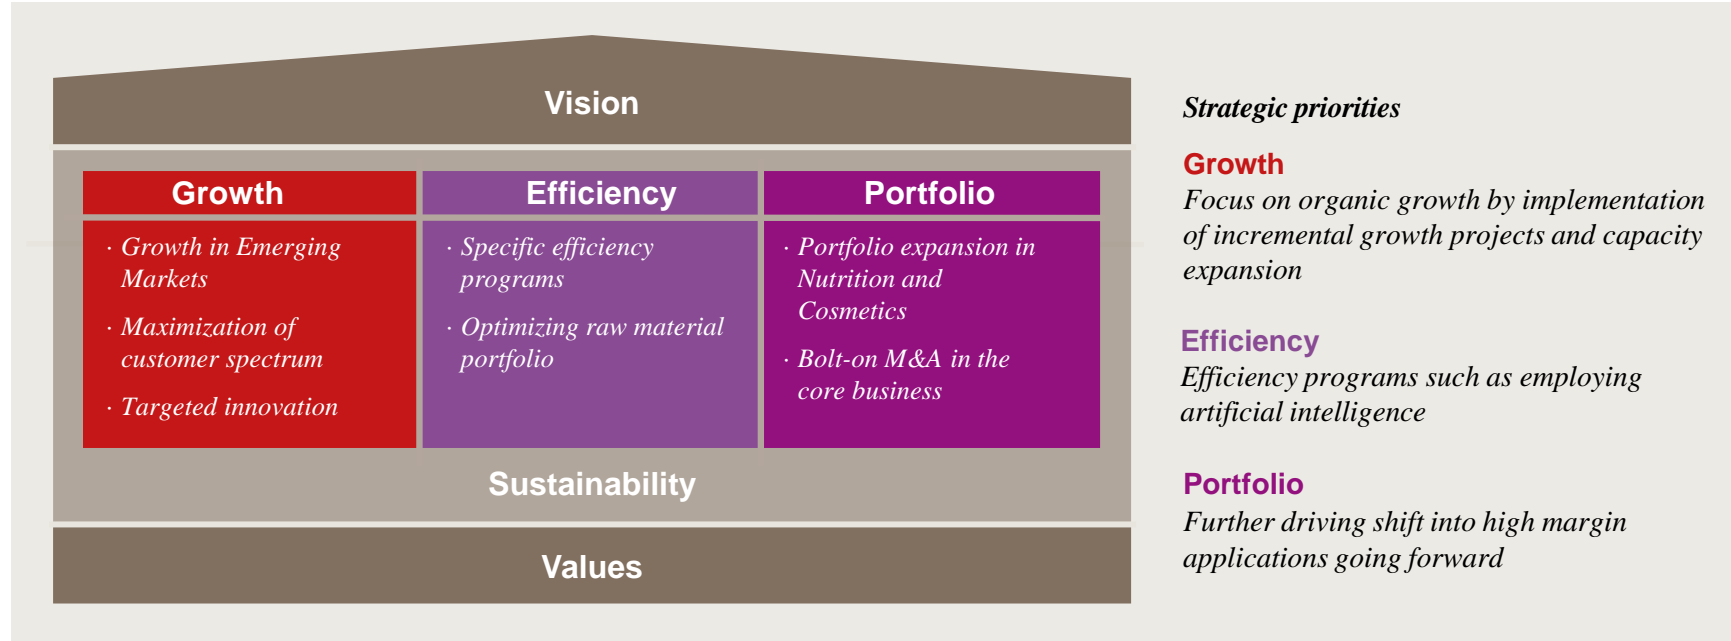 Vision
Growth
· Growth in Emerging
Markets
· Maximization of
customer spectrum
· Targeted innovation
Efficiency
· Specific efficiency
programs
· Optimizing raw material
portfolio
Portfolio
· Portfolio expansion in
Nutrition and
Cosmetics
· Bolt-on M&A in the
core business
Sustainability
Values
Strategic priorities
Growth
Focus on organic growth by implementation
of incremental growth projects and capacity
expansion
Efficiency
Efficiency programs such as employing
artificial intelligence
Portfolio
Further driving shift into high margin
applications going forward